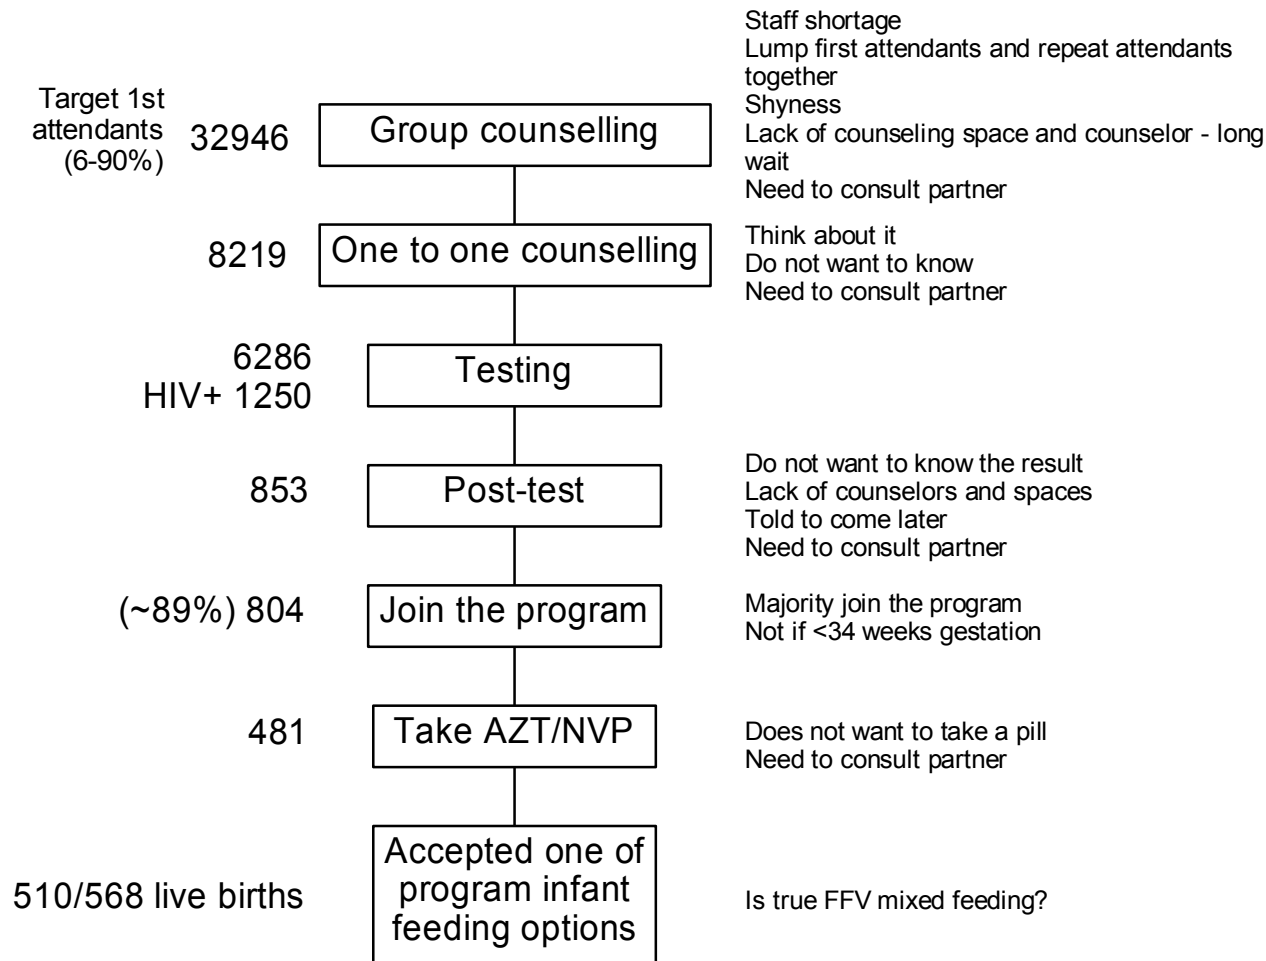 Staff shortage
Lump first attendants and repeat attendants
together
Shyness
Lack of counseling space and counselor - long
wait
Need to consult partner
Target 1st
attendants
(6-90%)
32946
Group counselling
8219
One to one counselling
Think about it
Do not want to know
Need to consult partner
6286
HIV+ 1250
Testing
853
Post-test
Do not want to know the result
Lack of counselors and spaces
Told to come later
Need to consult partner
(~89%) 804
Join the program
Majority join the program
Not if <34 weeks gestation
481
Take AZT/NVP
Does not want to take a pill
Need to consult partner
510/568 live births
Accepted one of
program infant
feeding options
Is true FFV mixed feeding?